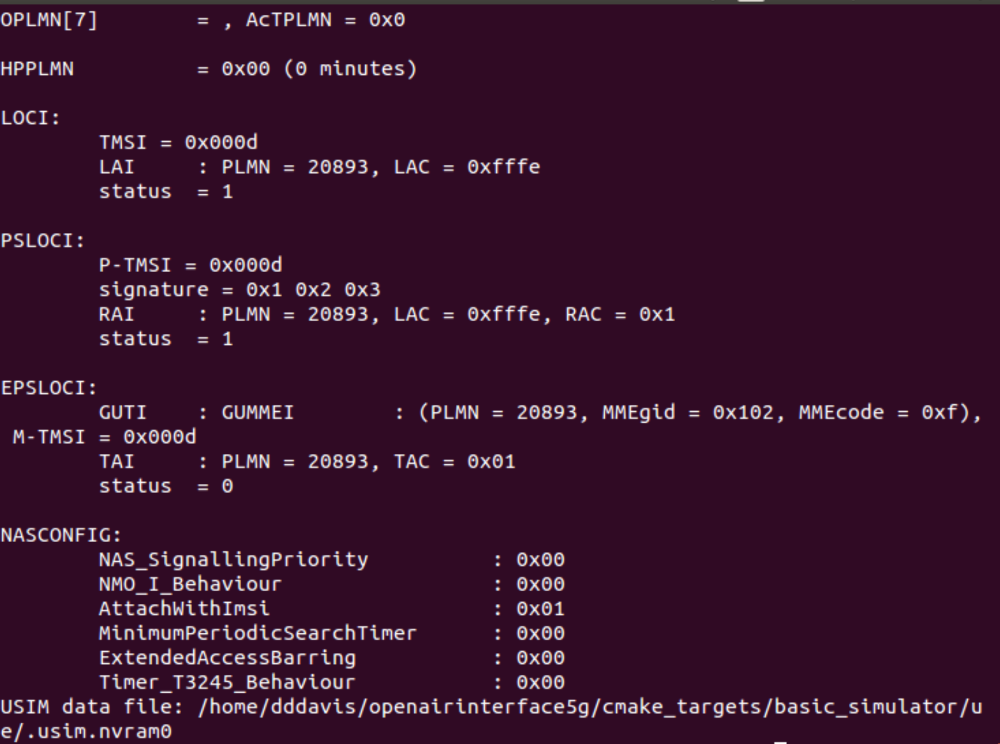 OPLMN[7]        = , AcTPLMN = 0x0
HPPLMN          = 0x00 (0 minutes)
LOCI:
        TMSI = 0x000d
        LAI     : PLMN = 20893, LAC = 0xfffe
        status  = 1
PSLOCI:
        P-TMSI = 0x000d
        signature = 0x1 0x2 0x3
        RAI     : PLMN = 20893, LAC = 0xfffe, RAC = 0x1
        status  = 1
EPSLOCI:
        GUTI    : GUMMEI        : (PLMN = 20893, MMEgid = 0x102, MMEcode = 0xf),
 M-TMSI = 0x000d
        TAI     : PLMN = 20893, TAC = 0x01
        status  = 0
NASCONFIG:
        NAS_SignallingPriority          : 0x00
        NMO_I_Behaviour                 : 0x00
        AttachWithImsi                  : 0x01
        MinimumPeriodicSearchTimer      : 0x00
        ExtendedAccessBarring           : 0x00
        Timer_T3245_Behaviour           : 0x00
USIM data file: /home/dddavis/openairinterface5g/cmake_targets/basic_simulator/u
e/.usim.nvram0